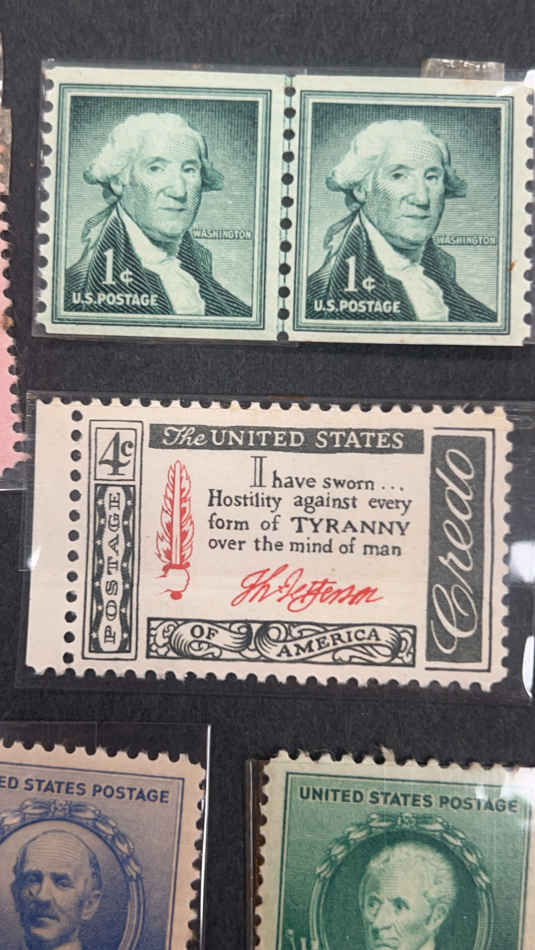 WASHINGTON
1¢
U.S. POSTAGE
WASHINGTON
1¢
U.S. POSTAGE
4¢
POSTAGE
The UNITED STATES
I have sworn ...
Hostility against every
form of TYRANNY
over the mind of man
Th. Jefferson
OF AMERICA
Credo
ED STATES POSTAGE
UNITED STATES POSTAGE